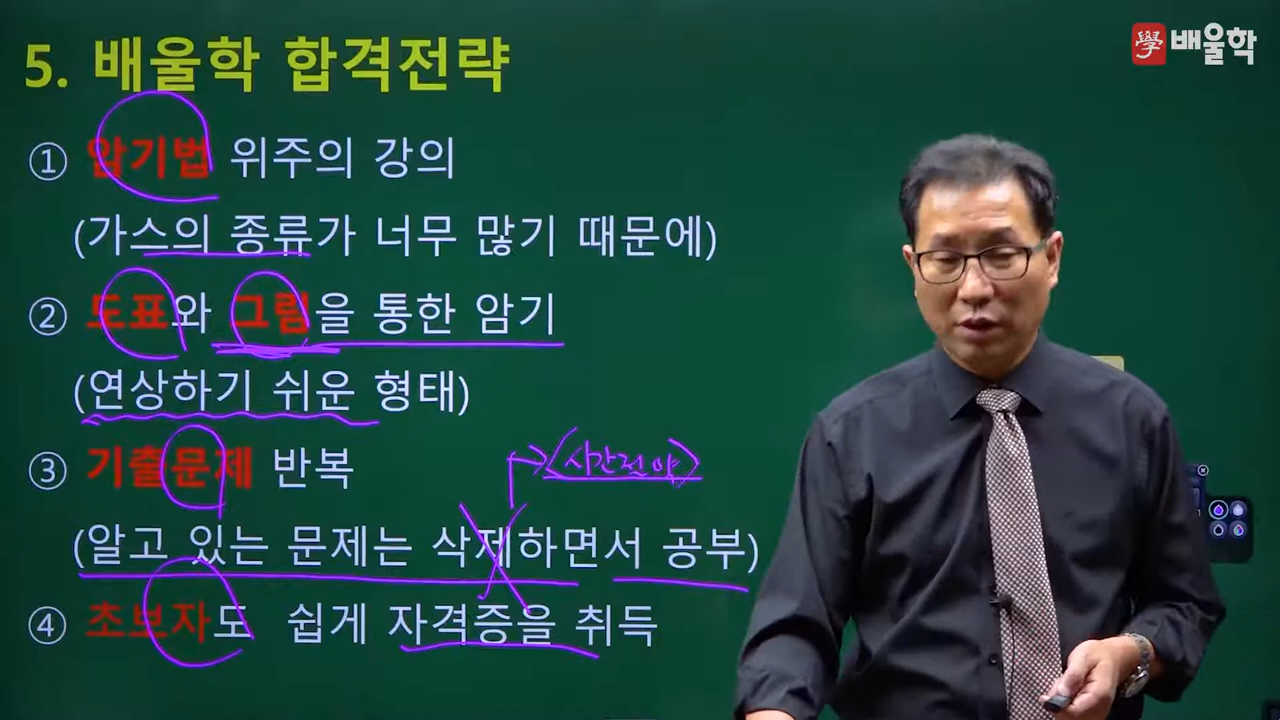 5. 배울학 합격전략
學 배울학
① 암기법 위주의 강의
(가스의 종류가 너무 많기 때문에)
② 도표와 그림을 통한 암기
(연상하기 쉬운 형태)
③ 기출문제 반복
<시간절약>
(알고 있는 문제는 삭제하면서 공부)
④ 초보자도 쉽게 자격증을 취득